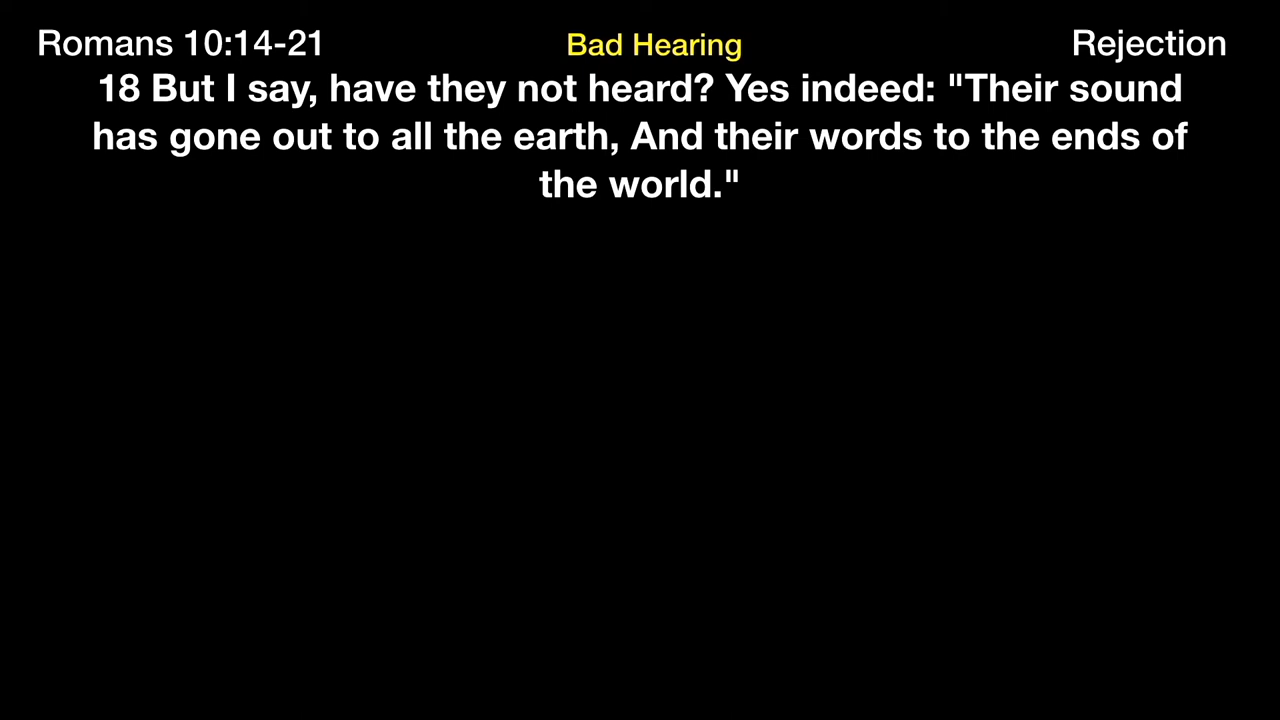 Romans 10:14-21
Bad Hearing
Rejection
18 But I say, have they not heard? Yes indeed: "Their sound
has gone out to all the earth, And their words to the ends of
the world."